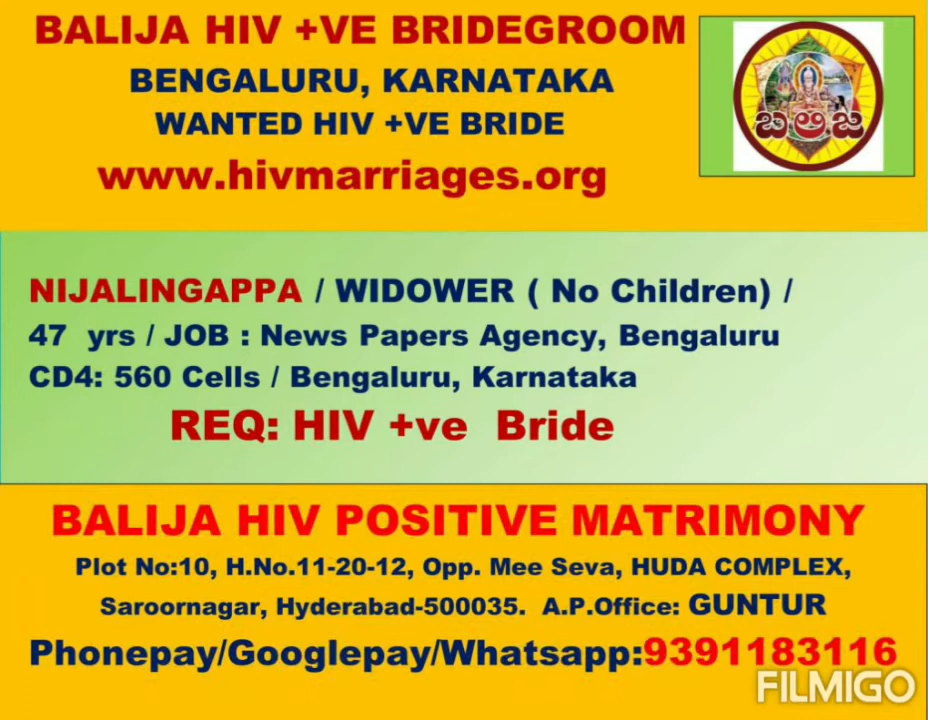 BALIJA HIV +VE BRIDEGROOM
BENGALURU, KARNATAKA
WANTED HIV +VE BRIDE
www.hivmarriages.org
ಬಲಿಜ
NIJALINGAPPA / WIDOWER ( No Children) /
47 yrs / JOB : News Papers Agency, Bengaluru
CD4: 560 Cells / Bengaluru, Karnataka
REQ: HIV +ve Bride
BALIJA HIV POSITIVE MATRIMONY
Plot No:10, H.No.11-20-12, Opp. Mee Seva, HUDA COMPLEX,
Saroornagar, Hyderabad-500035. A.P.Office: GUNTUR
Phonepay/Googlepay/Whatsapp:9391183116
FILMIGO